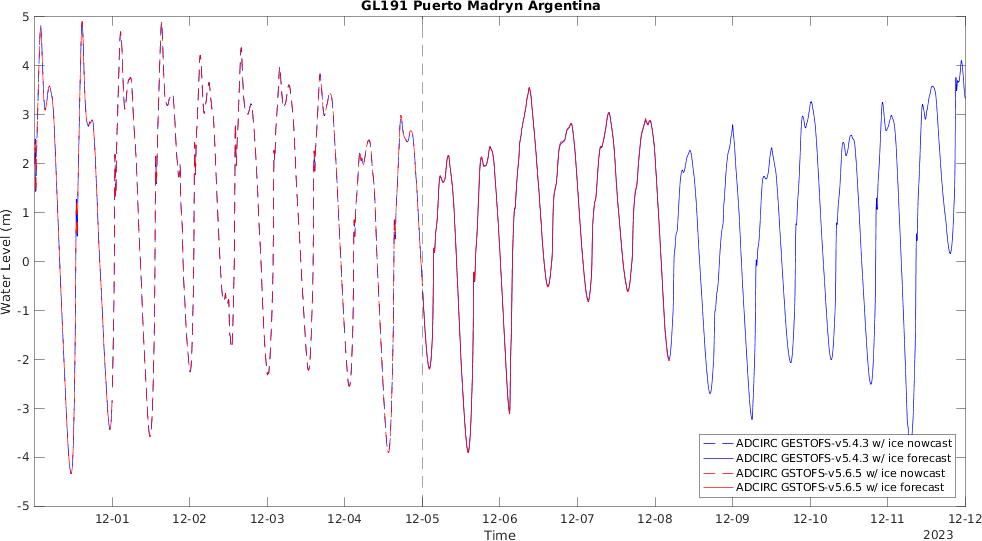 GL191 Puerto Madryn Argentina
5
4
3
2
1
0
-1
-2
-3
-4
-5
Water Level (m)
12-01 12-02 12-03 12-04 12-05 12-06 12-07 12-08 12-09 12-10 12-11 12-12
Time
2023
ADCIRC GESTOFS-v5.4.3 w/ ice nowcast
ADCIRC GESTOFS-v5.4.3 w/ ice forecast
ADCIRC GSTOFS-v5.6.5 w/ ice nowcast
ADCIRC GSTOFS-v5.6.5 w/ ice forecast